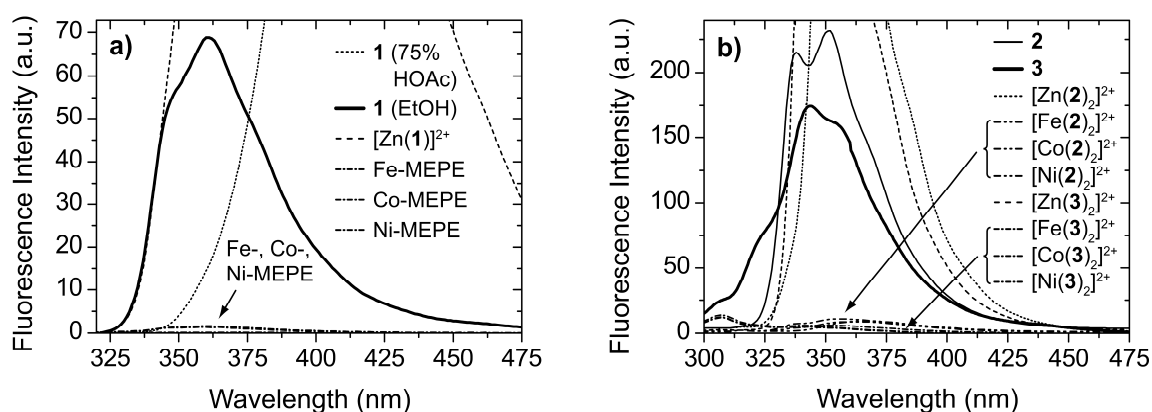 a)
Fluorescence Intensity (a.u.)
70
60
50
40
30
20
10
0
325 350 375 400 425 450 475
Wavelength (nm)
1 (75%
HOAc)
1 (EtOH)
[Zn(1)]²⁺
Fe-MEPE
Co-MEPE
Ni-MEPE
Fe-, Co-,
Ni-MEPE
b)
Fluorescence Intensity (a.u.)
200
150
100
50
0
300 325 350 375 400 425 450 475
Wavelength (nm)
2
3
[Zn(2)₂]²⁺
[Fe(2)₂]²⁺
[Co(2)₂]²⁺
[Ni(2)₂]²⁺
[Zn(3)₂]²⁺
[Fe(3)₂]²⁺
[Co(3)₂]²⁺
[Ni(3)₂]²⁺